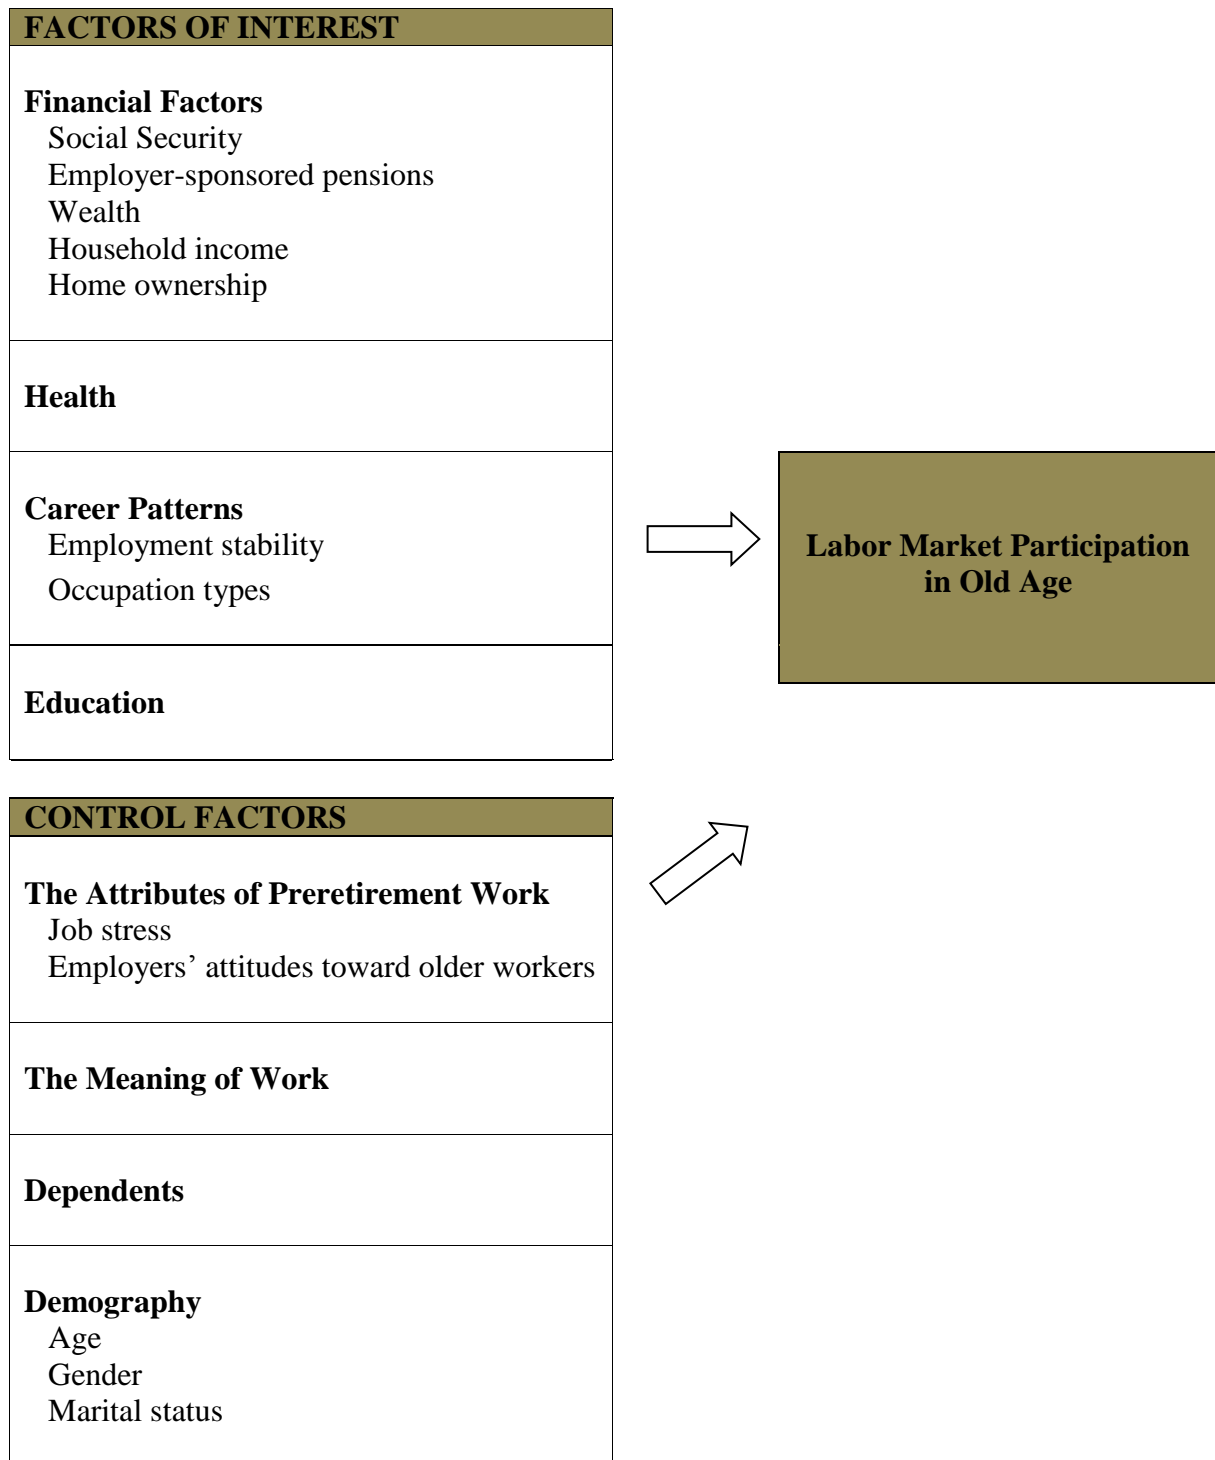 FACTORS OF INTEREST
Financial Factors
Social Security
Employer-sponsored pensions
Wealth
Household income
Home ownership
Health
Career Patterns
Employment stability
Occupation types
Education
Labor Market Participation
in Old Age
CONTROL FACTORS
The Attributes of Preretirement Work
Job stress
Employers’ attitudes toward older workers
The Meaning of Work
Dependents
Demography
Age
Gender
Marital status